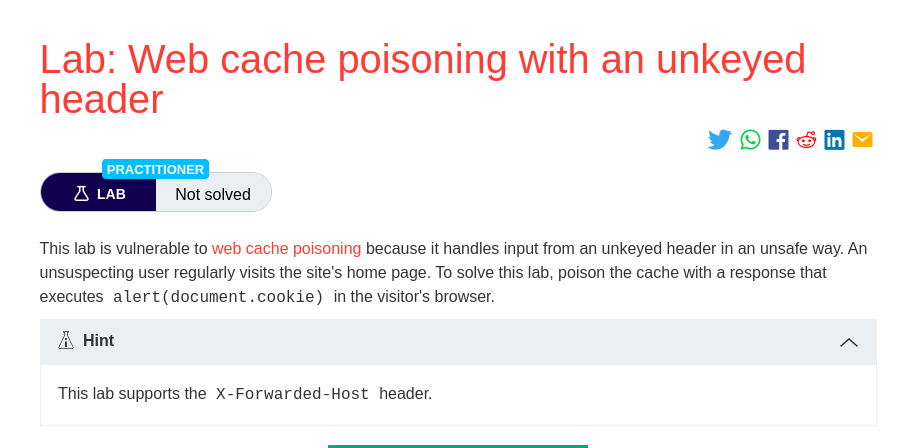 Lab: Web cache poisoning with an unkeyed
header
PRACTITIONER
LAB Not solved
This lab is vulnerable to web cache poisoning because it handles input from an unkeyed header in an unsafe way. An
unsuspecting user regularly visits the site's home page. To solve this lab, poison the cache with a response that
executes alert(document.cookie) in the visitor's browser.
Hint
This lab supports the X-Forwarded-Host header.